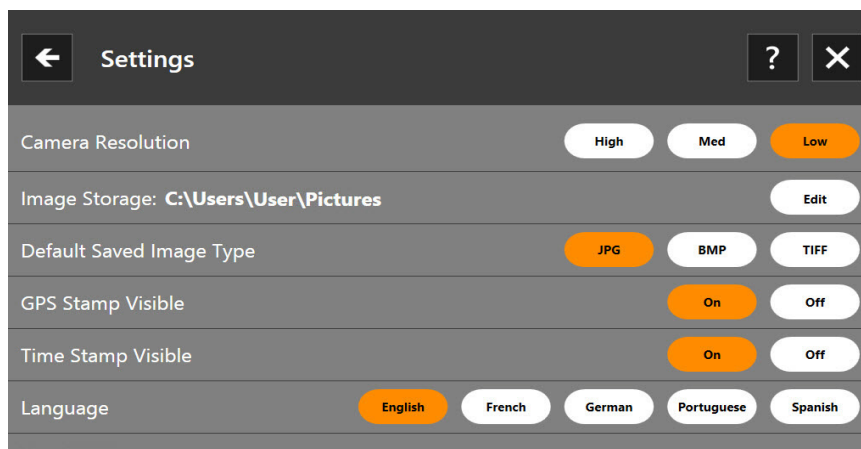 Settings ?
Camera Resolution High Med Low
Image Storage: C:\Users\User\Pictures Edit
Default Saved Image Type JPG BMP TIFF
GPS Stamp Visible On Off
Time Stamp Visible On Off
Language English French German Portuguese Spanish